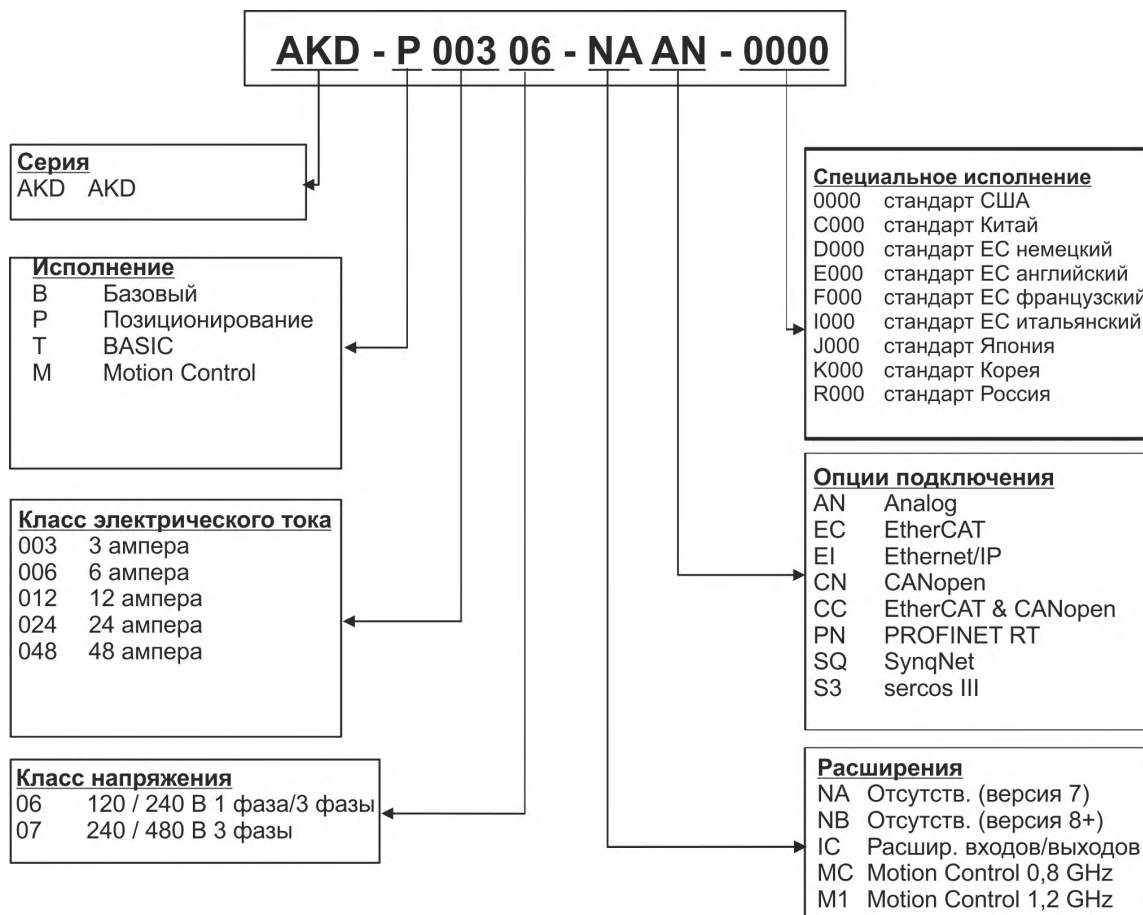 AKD - P 003 06 - NA AN - 0000
Серия
AKD AKD
Исполнение
B Базовый
P Позиционирование
T BASIC
M Motion Control
Класс электрического тока
003 3 ампера
006 6 ампера
012 12 ампера
024 24 ампера
048 48 ампера
Класс напряжения
06 120 / 240 В 1 фаза/3 фазы
07 240 / 480 В 3 фазы
Специальное исполнение
0000 стандарт США
C000 стандарт Китай
D000 стандарт ЕС немецкий
E000 стандарт ЕС английский
F000 стандарт ЕС французский
I000 стандарт ЕС итальянский
J000 стандарт Япония
K000 стандарт Корея
R000 стандарт Россия
Опции подключения
AN Analog
EC EtherCAT
EI Ethernet/IP
CN CANopen
CC EtherCAT & CANopen
PN PROFINET RT
SQ SynqNet
S3 sercos III
Расширения
NA Отсутств. (версия 7)
NB Отсутств. (версия 8+)
IC Расшир. входов/выходов
MC Motion Control 0,8 GHz
M1 Motion Control 1,2 GHz